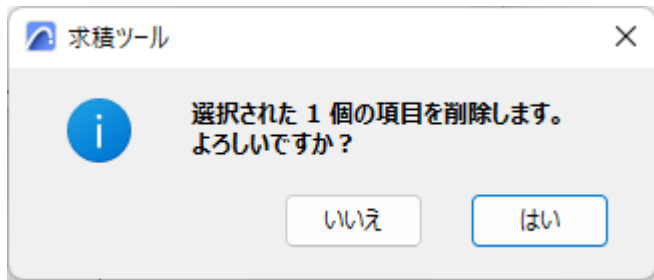 求積ツール
選択された 1 個の項目を削除します。
よろしいですか？
いいえ
はい